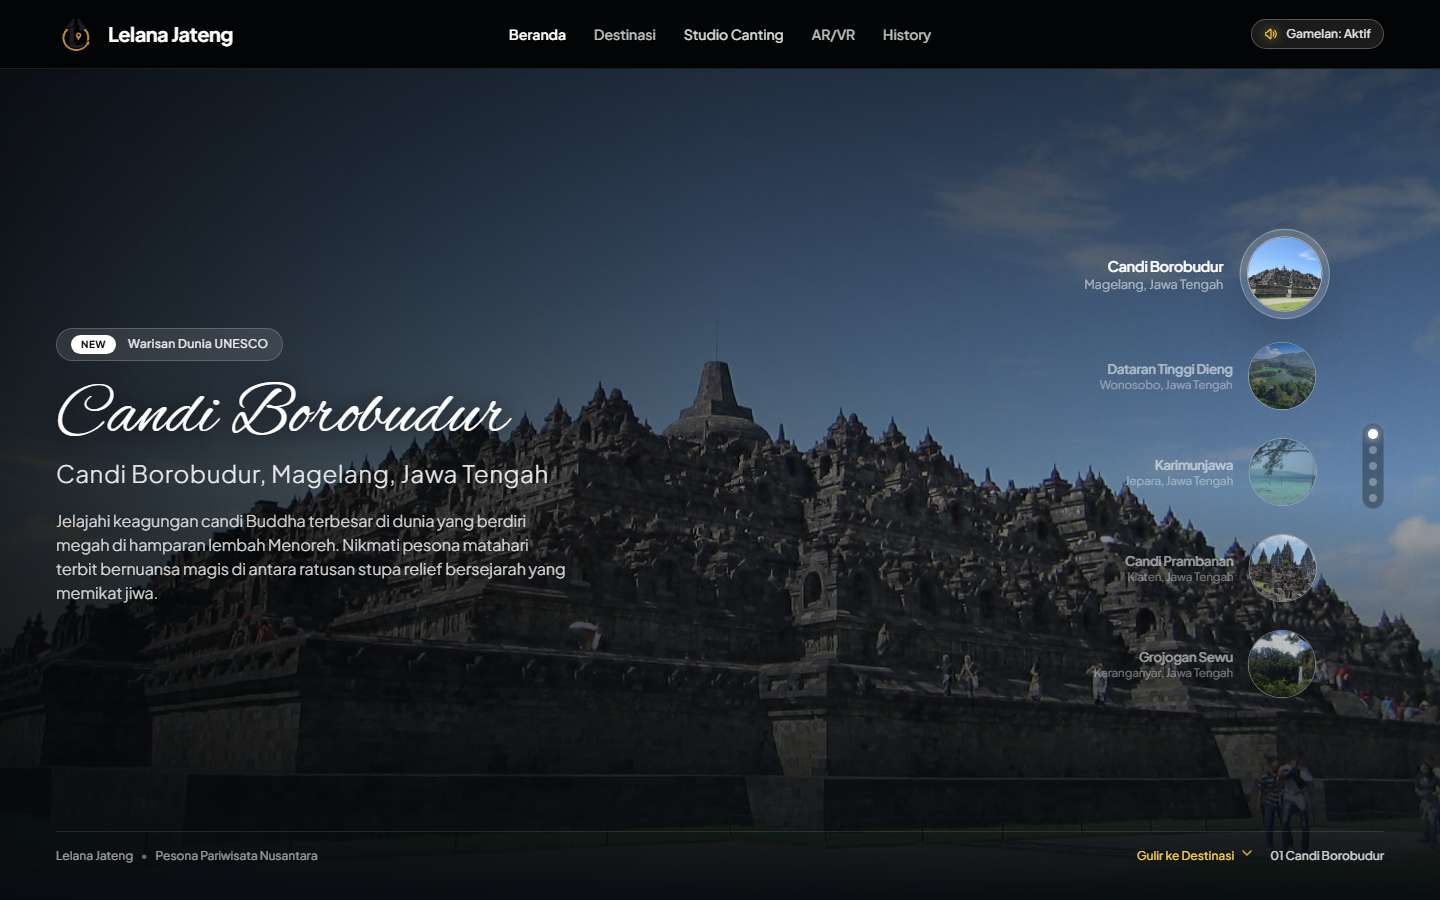 Lelana Jateng
Beranda
Destinasi
Studio Canting
AR/VR
History
Gamelan: Aktif
NEW
Warisan Dunia UNESCO
Candi Borobudur
Candi Borobudur, Magelang, Jawa Tengah
Jelajahi keagungan candi Buddha terbesar di dunia yang berdiri
megah di hamparan lembah Menoreh. Nikmati pesona matahari
terbit bernuansa magis di antara ratusan stupa relief bersejarah yang
memikat jiwa.
Candi Borobudur
Magelang, Jawa Tengah
Dataran Tinggi Dieng
Wonosobo, Jawa Tengah
Karimunjawa
Jepara, Jawa Tengah
Candi Prambanan
Klaten, Jawa Tengah
Grojogan Sewu
Karanganyar, Jawa Tengah
Lelana Jateng • Pesona Pariwisata Nusantara
Gulir ke Destinasi
01 Candi Borobudur